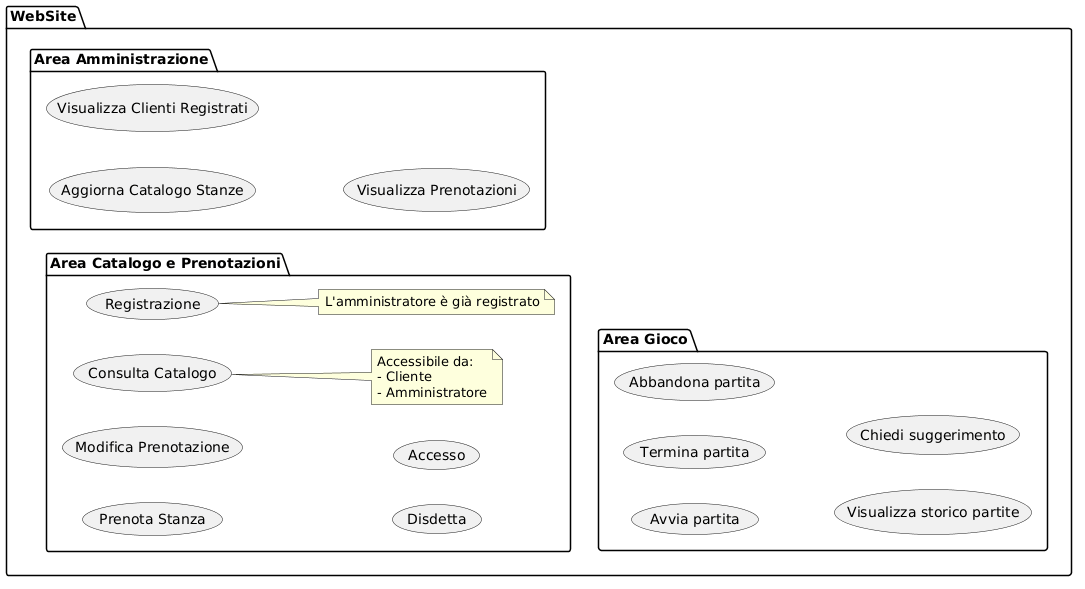 WebSite
Area Amministrazione
Visualizza Clienti Registrati
Aggiorna Catalogo Stanze
Visualizza Prenotazioni
Area Catalogo e Prenotazioni
Registrazione
L'amministratore è già registrato
Consulta Catalogo
Accessibile da:
- Cliente
- Amministratore
Modifica Prenotazione
Accesso
Prenota Stanza
Disdetta
Area Gioco
Abbandona partita
Chiedi suggerimento
Termina partita
Avvia partita
Visualizza storico partite